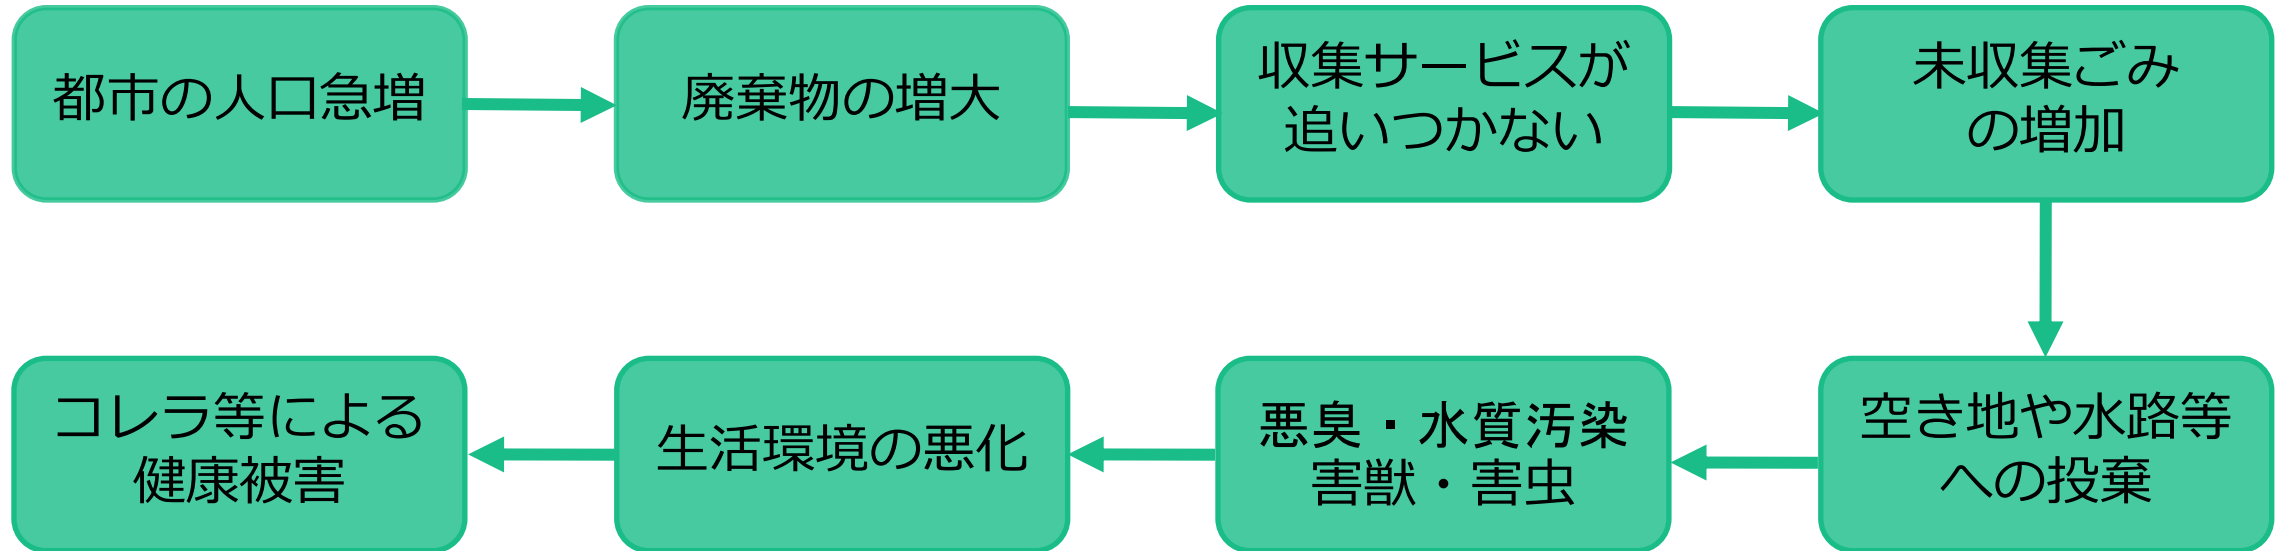 都市の人口急増
廃棄物の増大
収集サービスが
追いつかない
未収集ごみ
の増加
空き地や水路等
への投棄
悪臭・水質汚染
害獣・害虫
生活環境の悪化
コレラ等による
健康被害